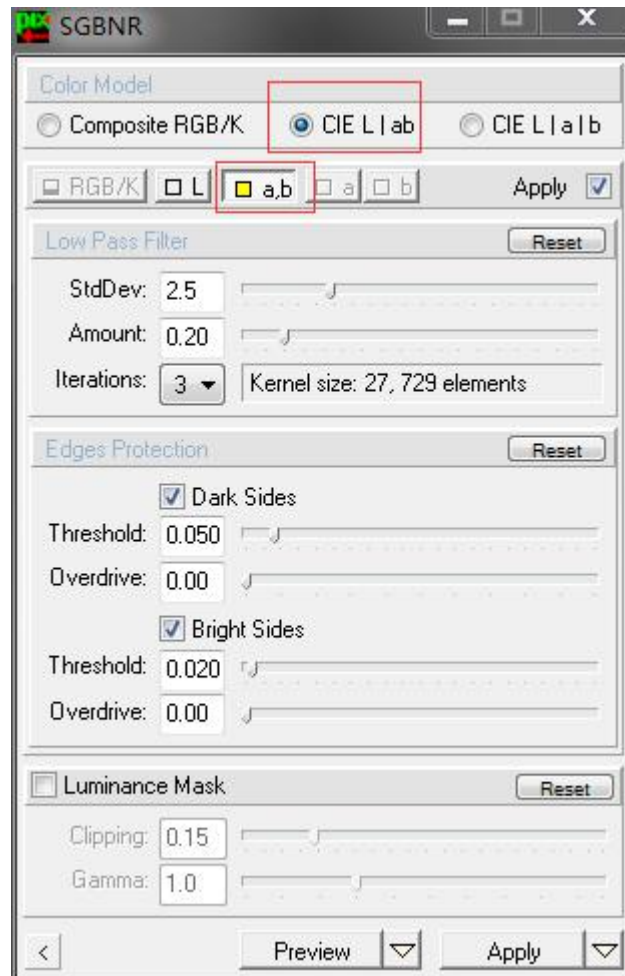 pix SGBNR
Color Model
Composite RGB/K CIE L | ab CIE L | a | b
RGB/K L a,b a b Apply
Low Pass Filter Reset
StdDev: 2.5
Amount: 0.20
Iterations: 3 Kernel size: 27, 729 elements
Edges Protection Reset
Dark Sides
Threshold: 0.050
Overdrive: 0.00
Bright Sides
Threshold: 0.020
Overdrive: 0.00
Luminance Mask Reset
Clipping: 0.15
Gamma: 1.0
< Preview Apply